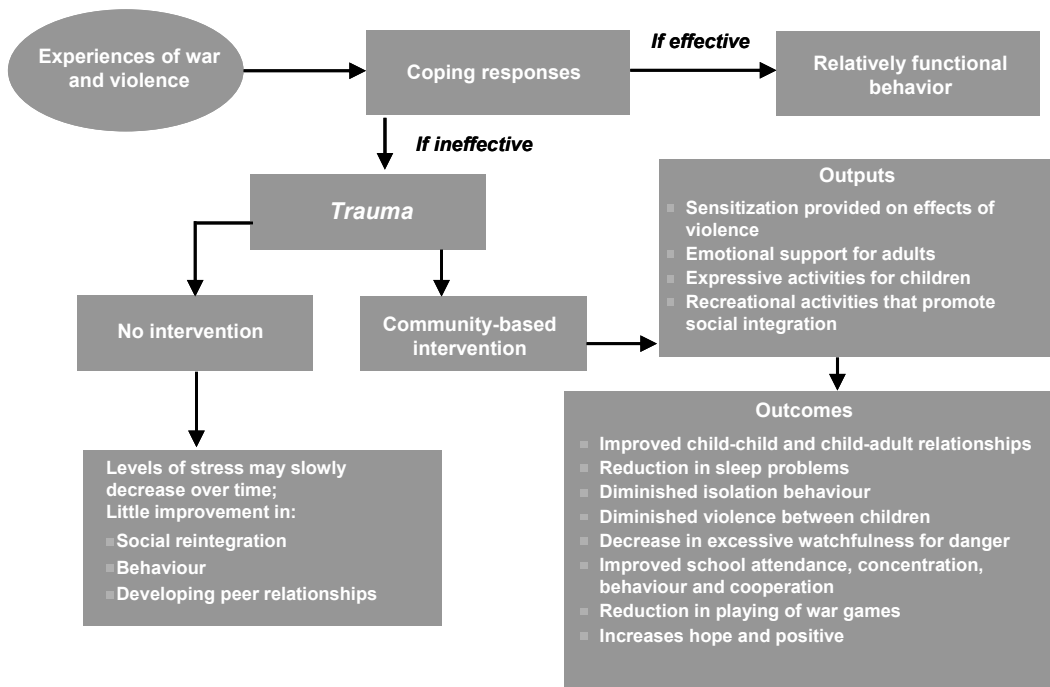 Experiences of war
and violence
Coping responses
If effective
Relatively functional
behavior
If ineffective
Trauma
No intervention
Community-based
intervention
Outputs
Sensitization provided on effects of
violence
Emotional support for adults
Expressive activities for children
Recreational activities that promote
social integration
Levels of stress may slowly
decrease over time;
Little improvement in:
Social reintegration
Behaviour
Developing peer relationships
Outcomes
Improved child-child and child-adult relationships
Reduction in sleep problems
Diminished isolation behaviour
Diminished violence between children
Decrease in excessive watchfulness for danger
Improved school attendance, concentration,
behaviour and cooperation
Reduction in playing of war games
Increases hope and positive